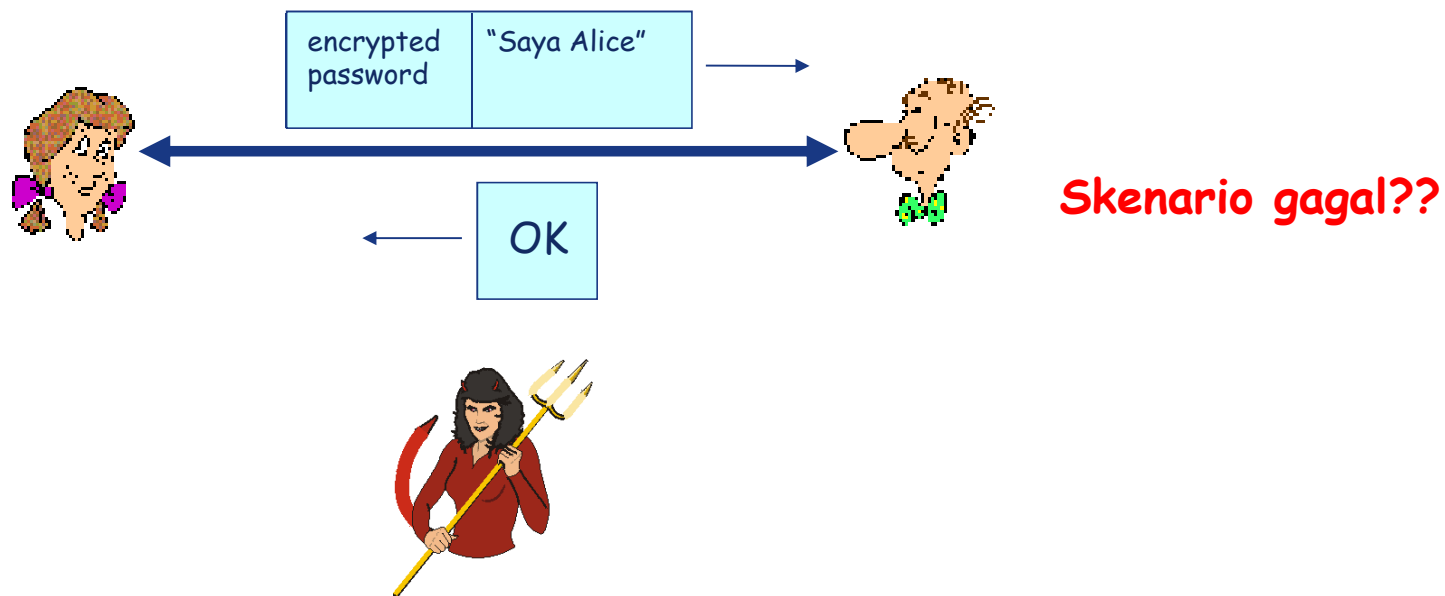 encrypted
password
“Saya Alice”
OK
Skenario gagal??